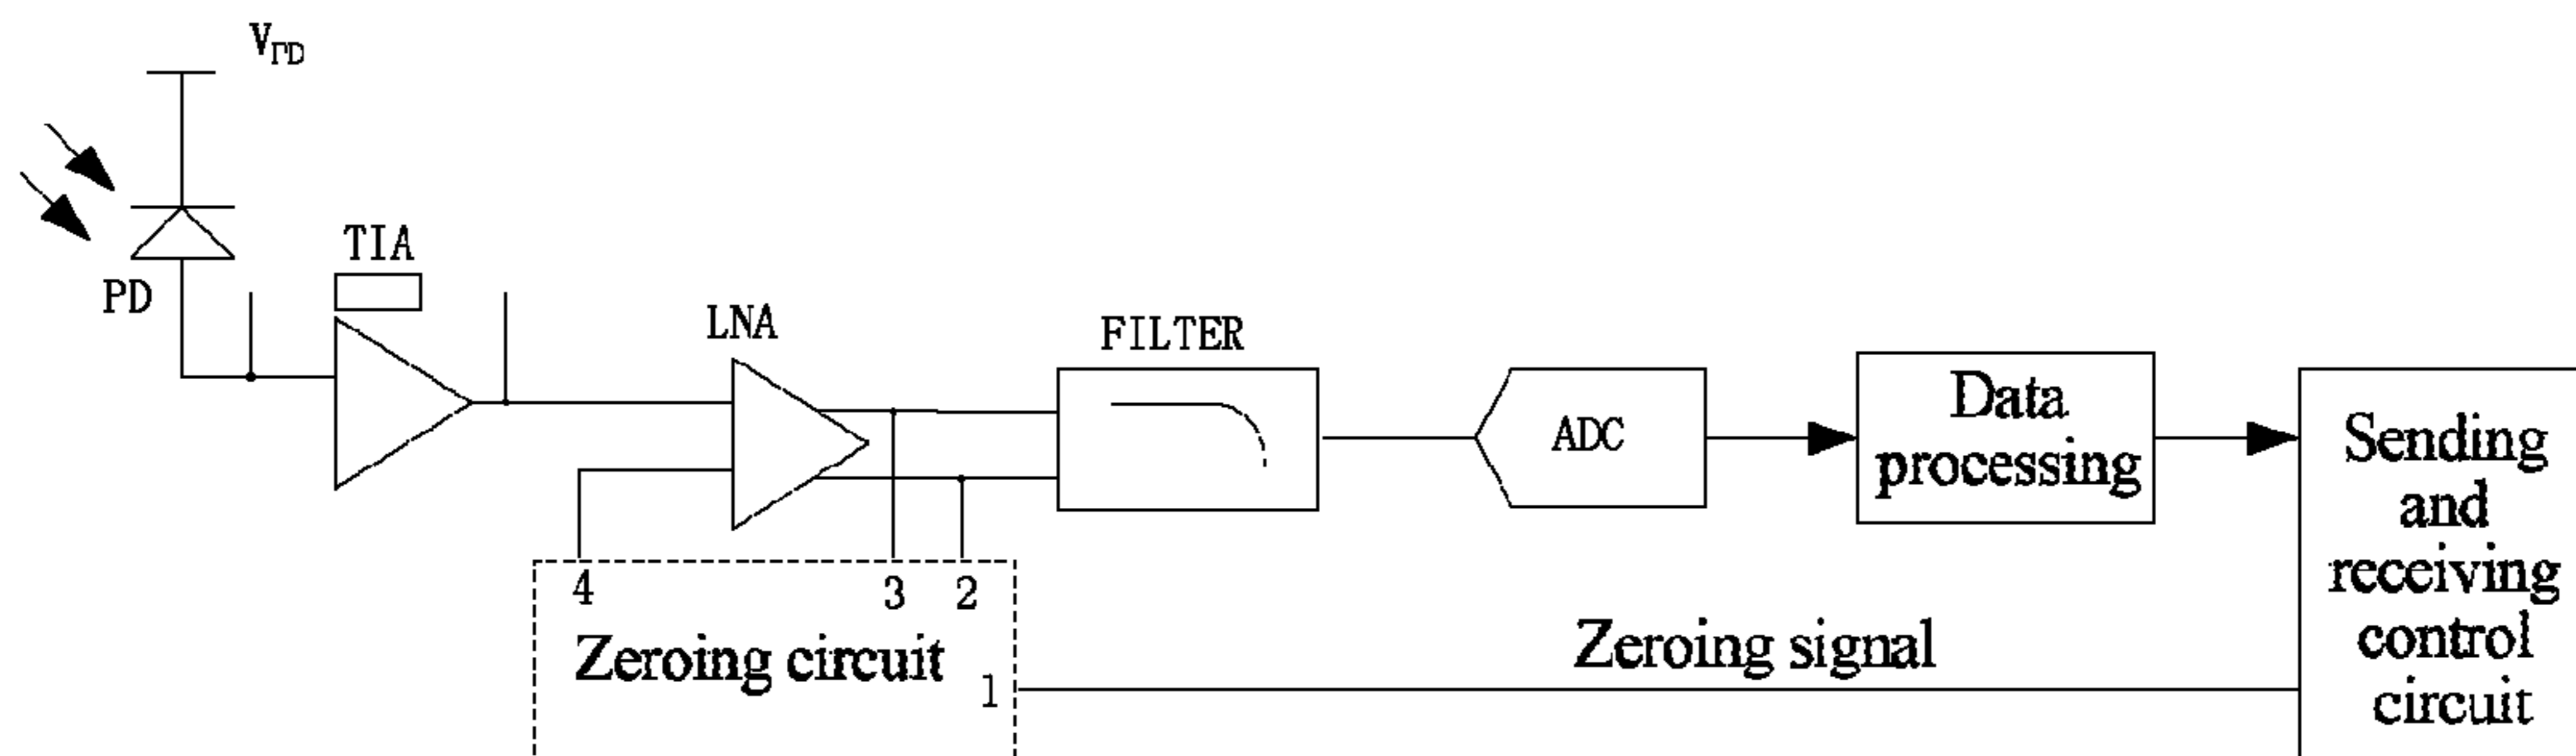 V_PD
TIA
PD
LNA
FILTER
ADC
Data
processing
Sending
and
receiving
control
circuit
4
3
2
Zeroing circuit
1
Zeroing signal